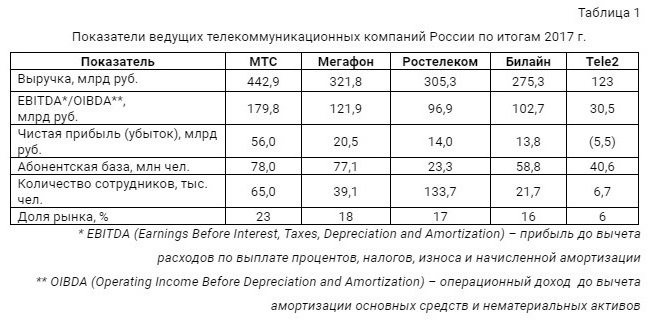 Таблица 1
Показатели ведущих телекоммуникационных компаний России по итогам 2017 г.
Показатель МТС Мегафон Ростелеком Билайн Tele2
Выручка, млрд руб. 442,9 321,8 305,3 275,3 123
EBITDA*/OIBDA**,
млрд руб. 179,8 121,9 96,9 102,7 30,5
Чистая прибыль (убыток), млрд
руб. 56,0 20,5 14,0 13,8 (5,5)
Абонентская база, млн чел. 78,0 77,1 23,3 58,8 40,6
Количество сотрудников, тыс.
чел. 65,0 39,1 133,7 21,7 6,7
Доля рынка, % 23 18 17 16 6
* EBITDA (Earnings Before Interest, Taxes, Depreciation and Amortization) – прибыль до вычета
расходов по выплате процентов, налогов, износа и начисленной амортизации
** OIBDA (Operating Income Before Depreciation and Amortization) – операционный доход до вычета
амортизации основных средств и нематериальных активов